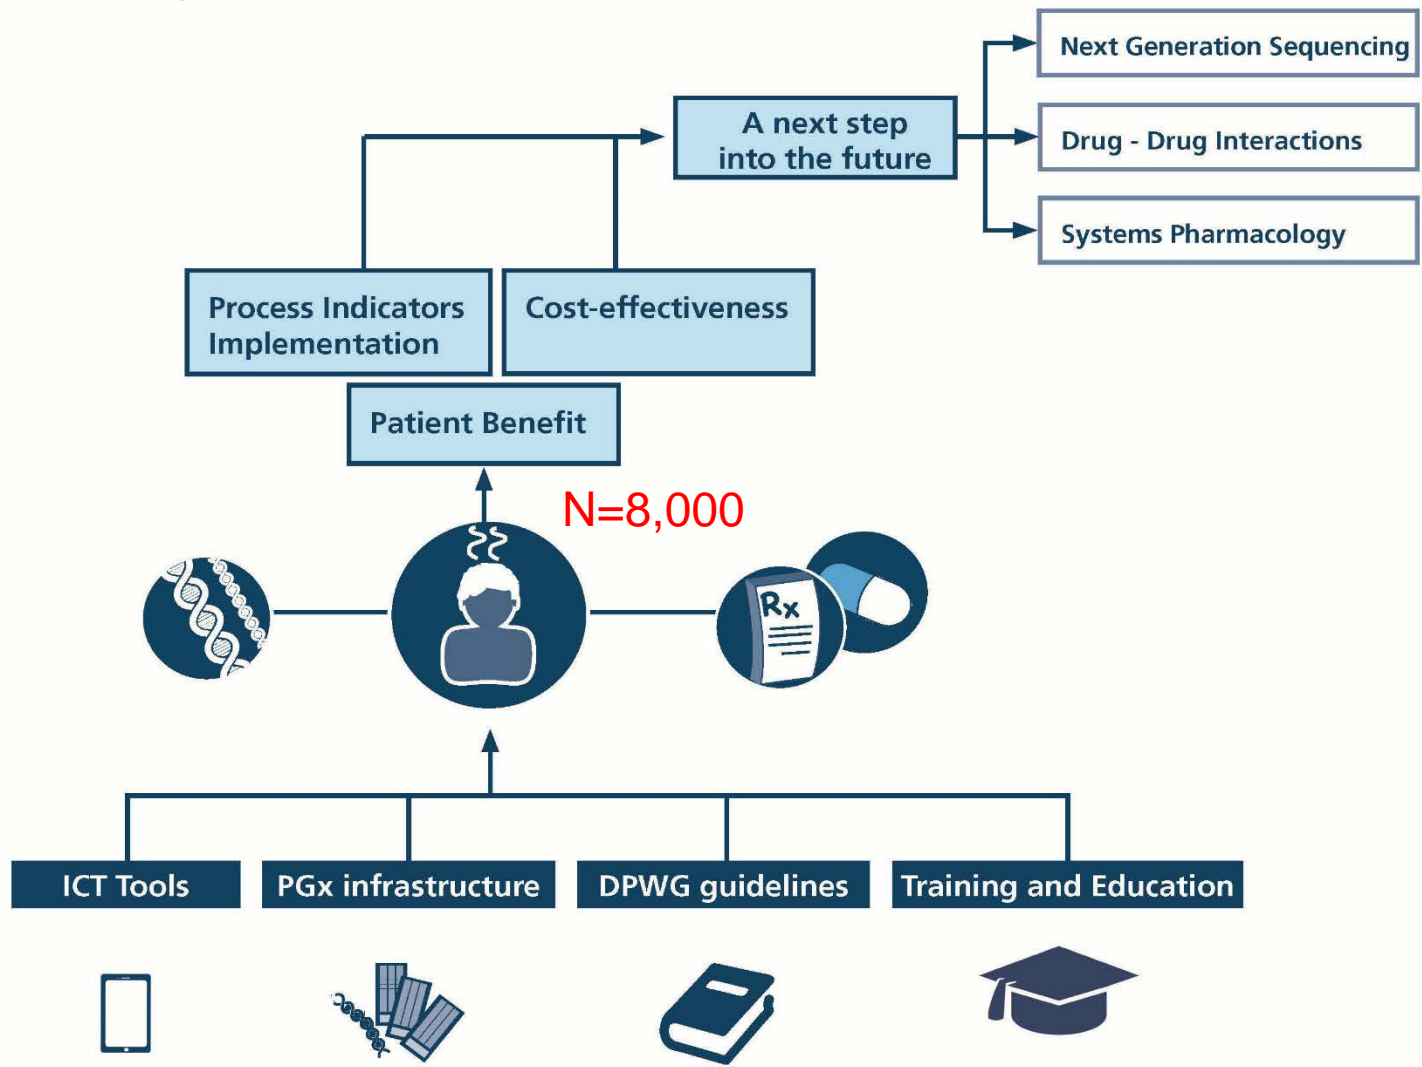 Next Generation Sequencing
A next step
into the future
Drug - Drug Interactions
Systems Pharmacology
Process Indicators
Implementation
Cost-effectiveness
Patient Benefit
N=8,000
Rx
ICT Tools
PGx infrastructure
DPWG guidelines
Training and Education